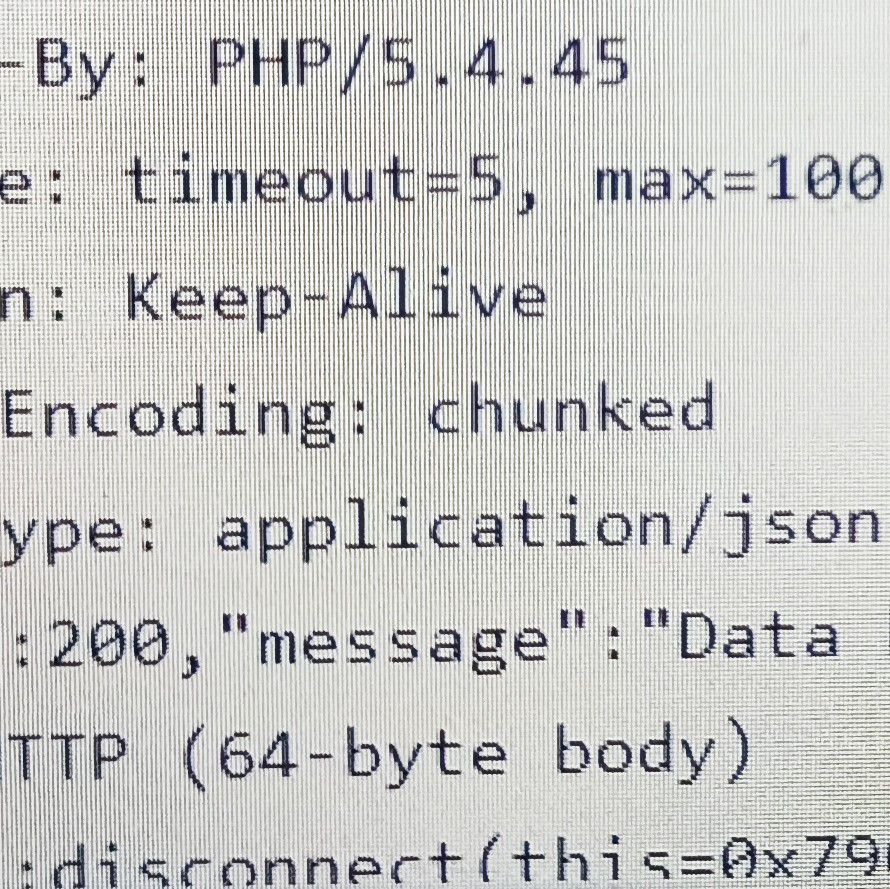 -By: PHP/5.4.45
e: timeout=5, max=100
n: Keep-Alive
Encoding: chunked
ype: application/json
:200,"message":"Data
TTP (64-byte body)
:disconnect(this=0x79